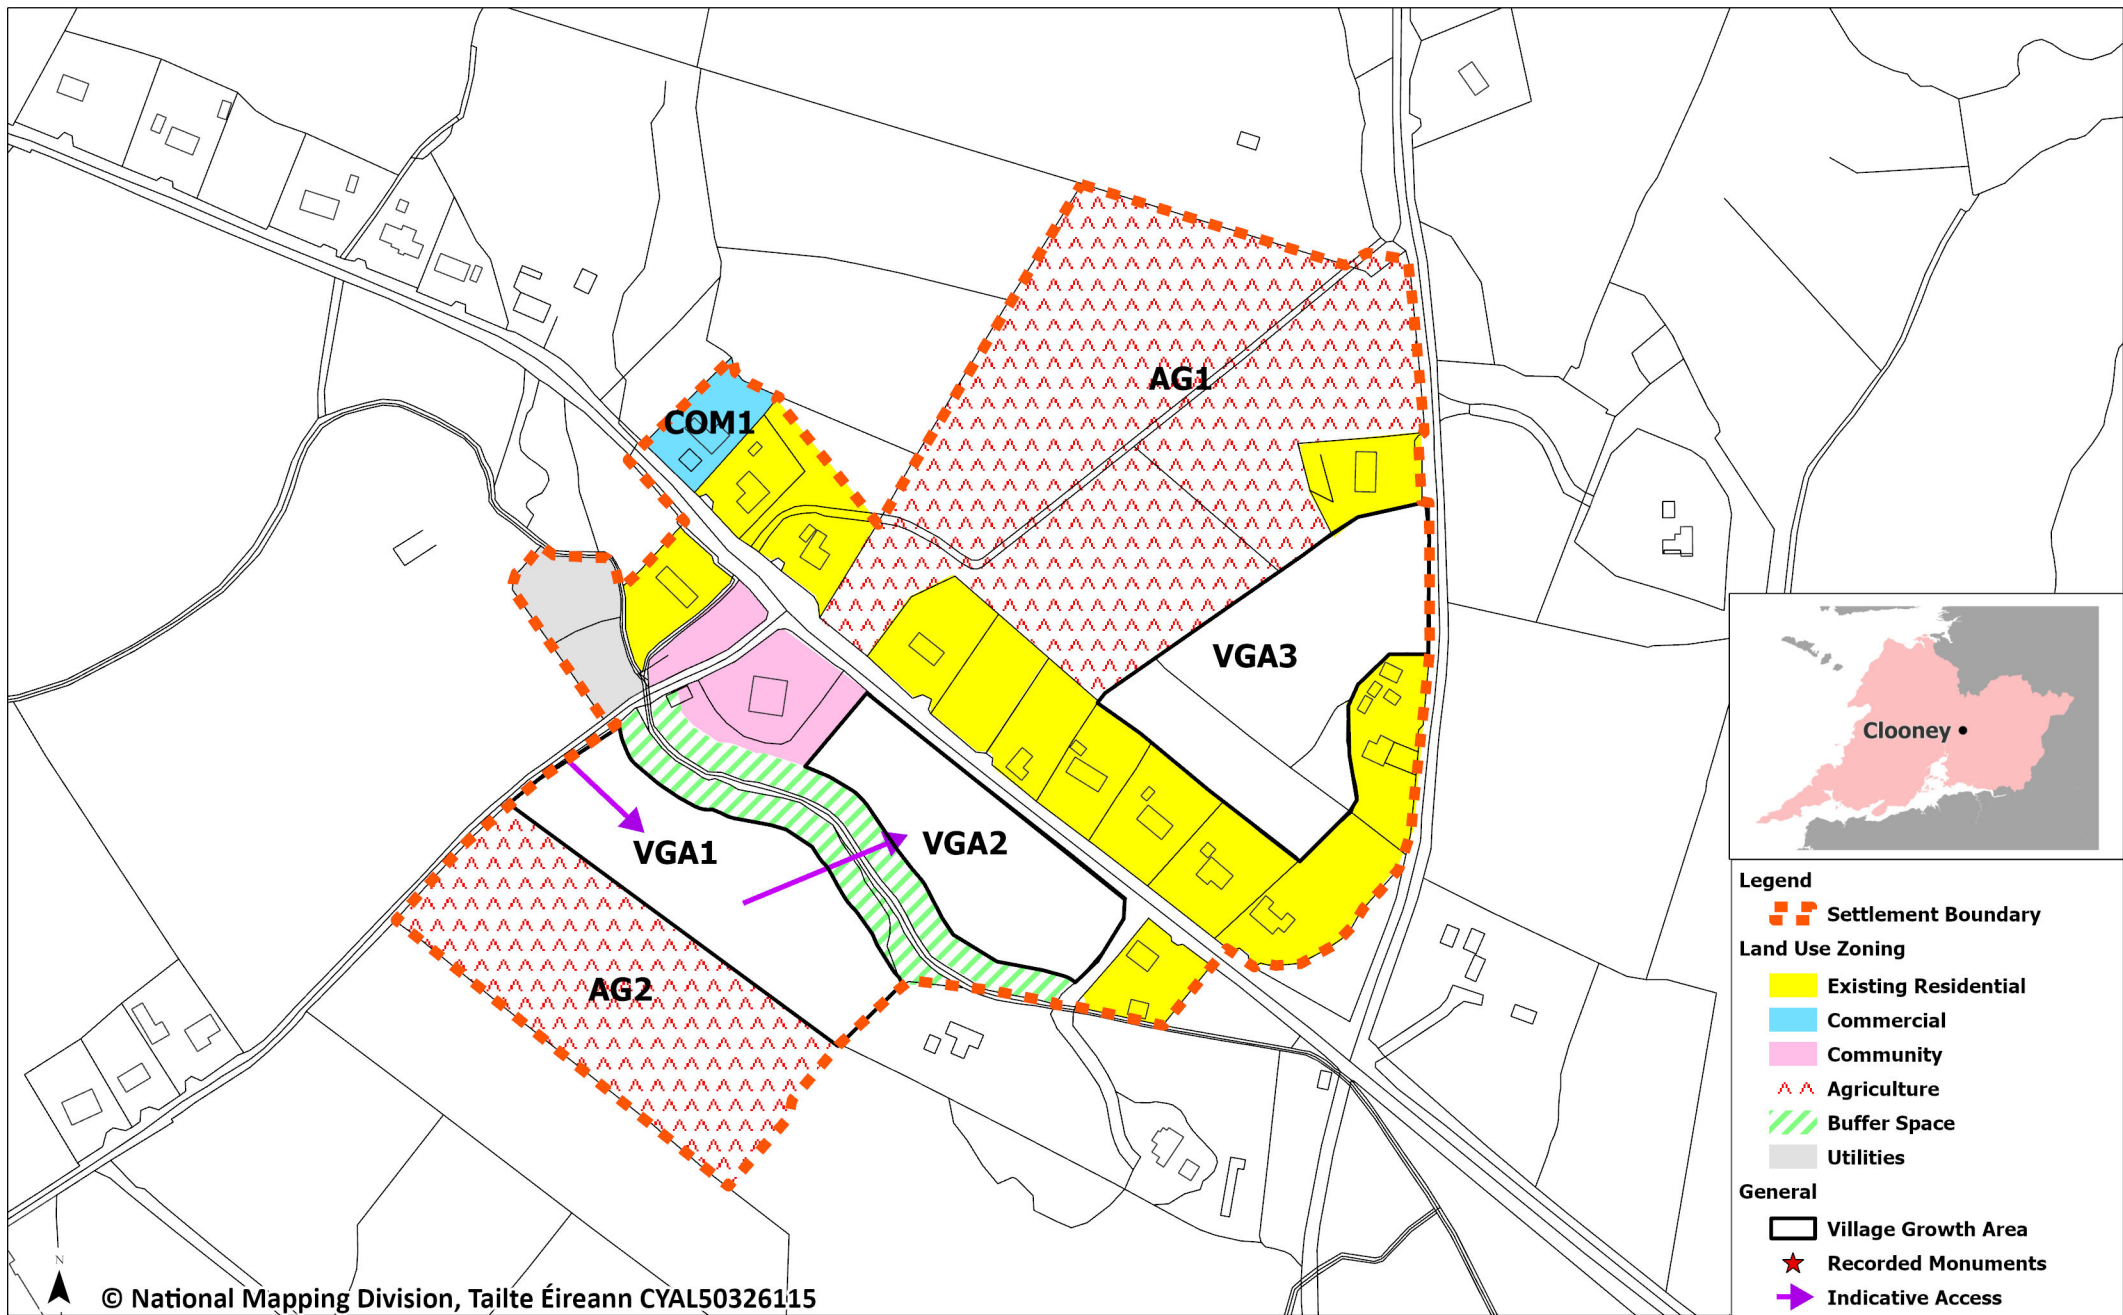 AG1
COM1
VGA3
VGA2
VGA1
AG2
Clooney
Legend
Settlement Boundary
Land Use Zoning
Existing Residential
Commercial
Community
Agriculture
Buffer Space
Utilities
General
Village Growth Area
Recorded Monuments
Indicative Access
N
© National Mapping Division, Tailte Éireann CYAL50326115